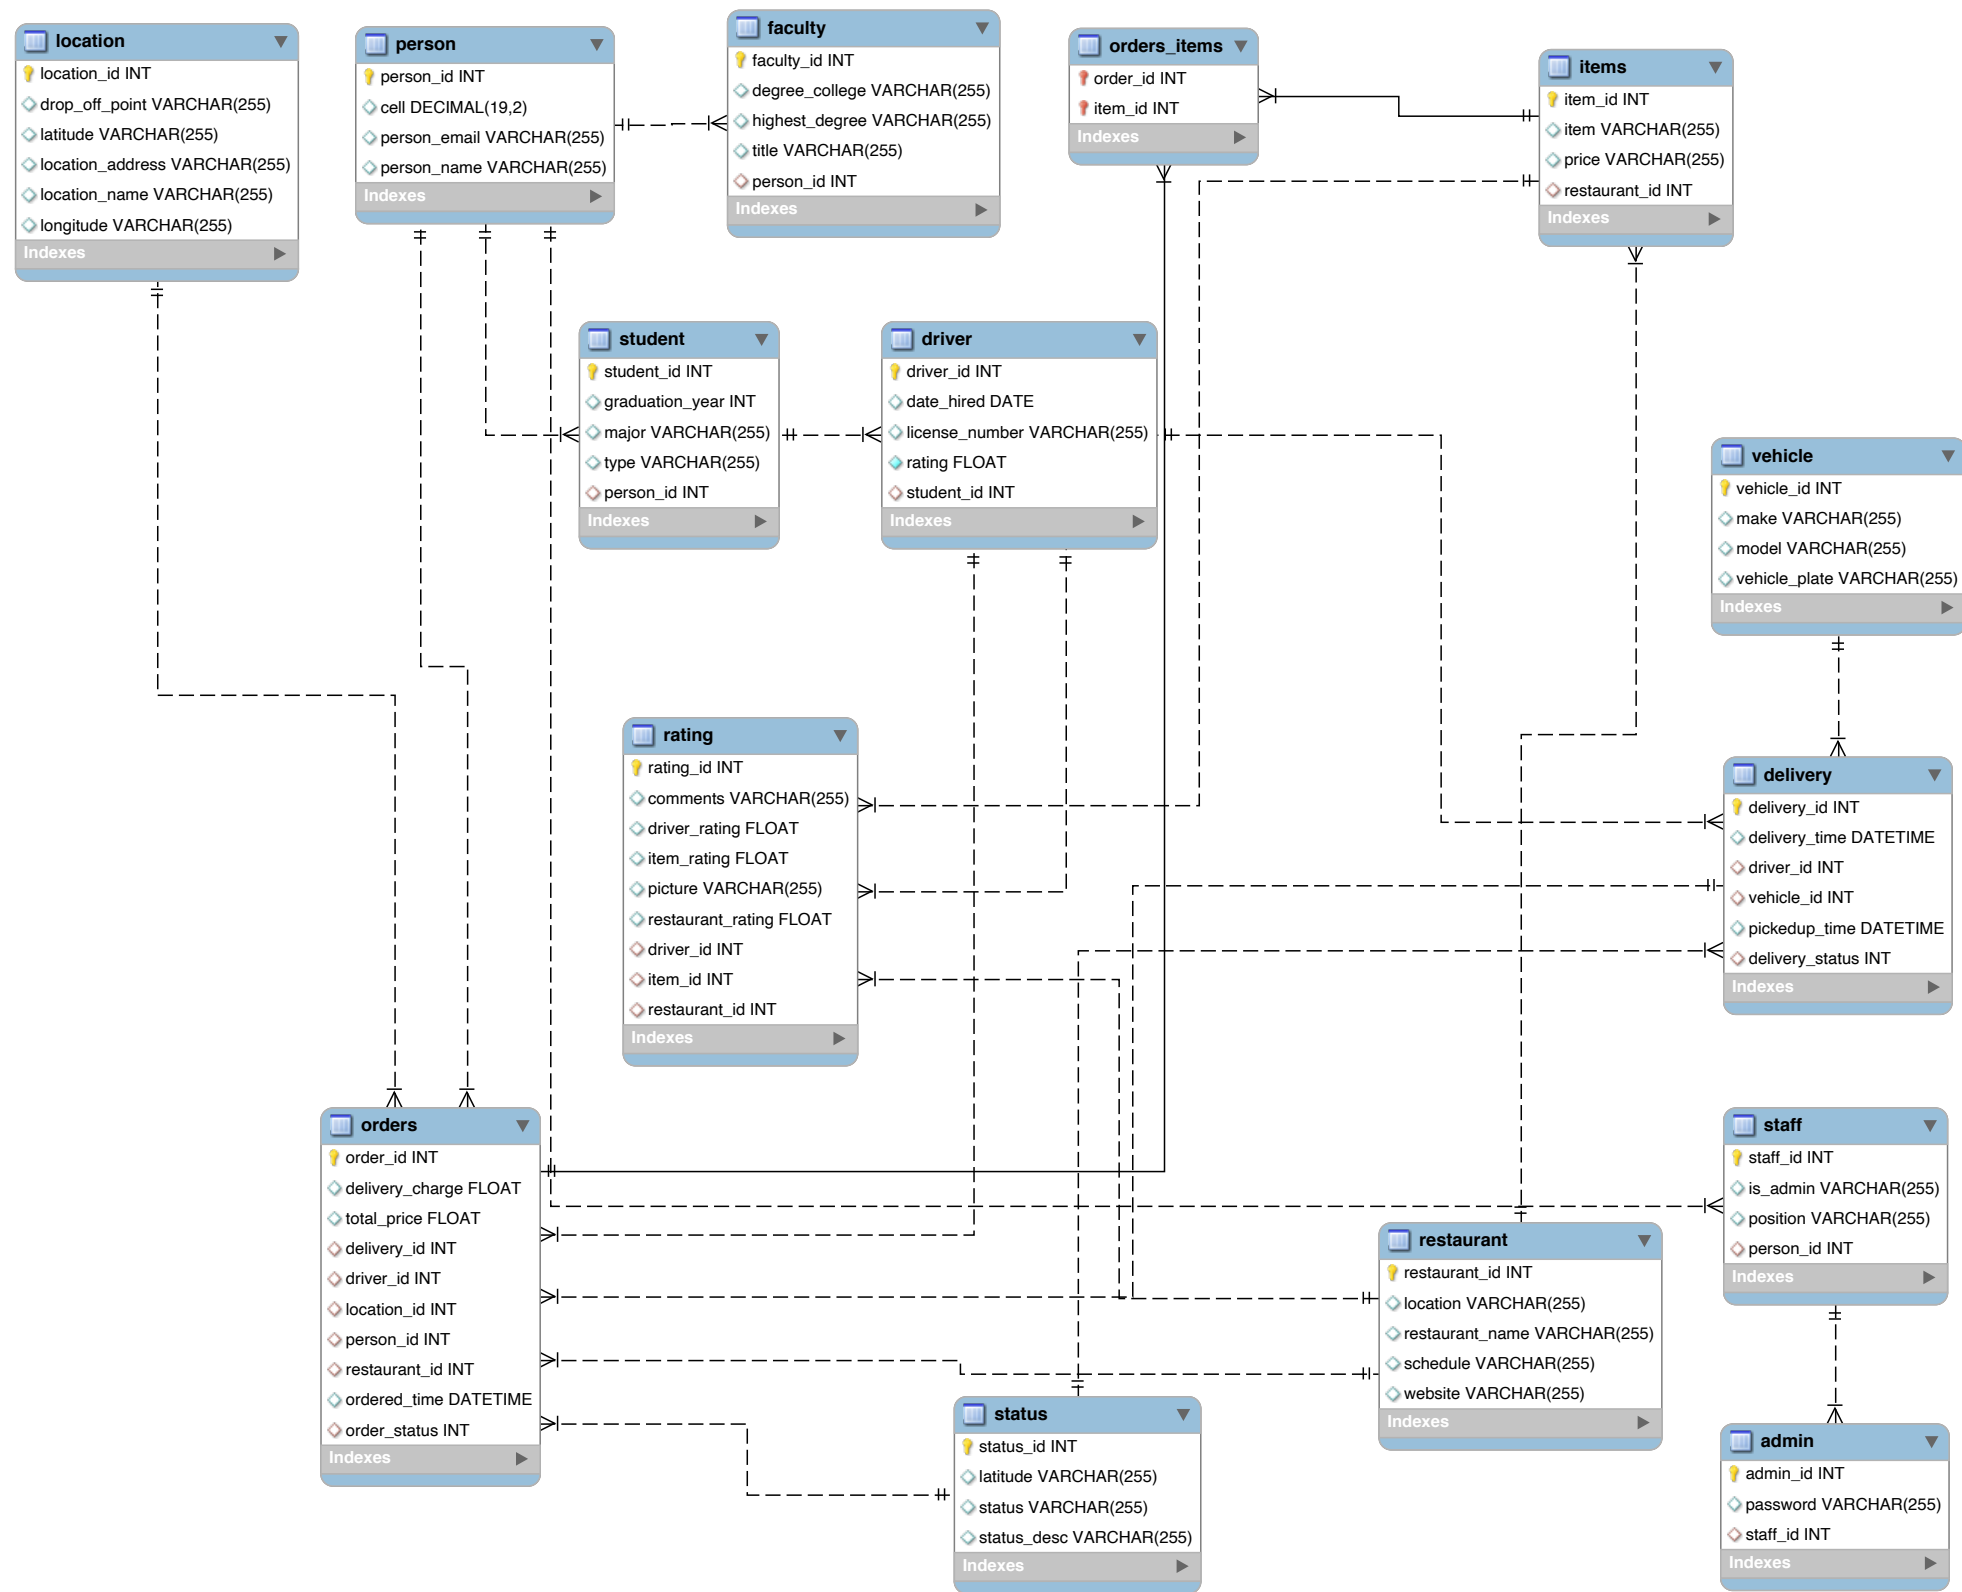 location
location_id INT
drop_off_point VARCHAR(255)
latitude VARCHAR(255)
location_address VARCHAR(255)
location_name VARCHAR(255)
longitude VARCHAR(255)
Indexes
person
person_id INT
cell DECIMAL(19,2)
person_email VARCHAR(255)
person_name VARCHAR(255)
Indexes
faculty
faculty_id INT
degree_college VARCHAR(255)
highest_degree VARCHAR(255)
title VARCHAR(255)
person_id INT
Indexes
orders_items
order_id INT
item_id INT
Indexes
items
item_id INT
item VARCHAR(255)
price VARCHAR(255)
restaurant_id INT
Indexes
student
student_id INT
graduation_year INT
major VARCHAR(255)
type VARCHAR(255)
person_id INT
Indexes
driver
driver_id INT
date_hired DATE
license_number VARCHAR(255)
rating FLOAT
student_id INT
Indexes
vehicle
vehicle_id INT
make VARCHAR(255)
model VARCHAR(255)
vehicle_plate VARCHAR(255)
Indexes
rating
rating_id INT
comments VARCHAR(255)
driver_rating FLOAT
item_rating FLOAT
picture VARCHAR(255)
restaurant_rating FLOAT
driver_id INT
item_id INT
restaurant_id INT
Indexes
delivery
delivery_id INT
delivery_time DATETIME
driver_id INT
vehicle_id INT
pickedup_time DATETIME
delivery_status INT
Indexes
orders
order_id INT
delivery_charge FLOAT
total_price FLOAT
delivery_id INT
driver_id INT
location_id INT
person_id INT
restaurant_id INT
ordered_time DATETIME
order_status INT
Indexes
staff
staff_id INT
is_admin VARCHAR(255)
position VARCHAR(255)
person_id INT
Indexes
restaurant
restaurant_id INT
location VARCHAR(255)
restaurant_name VARCHAR(255)
schedule VARCHAR(255)
website VARCHAR(255)
Indexes
status
status_id INT
latitude VARCHAR(255)
status VARCHAR(255)
status_desc VARCHAR(255)
Indexes
admin
admin_id INT
password VARCHAR(255)
staff_id INT
Indexes